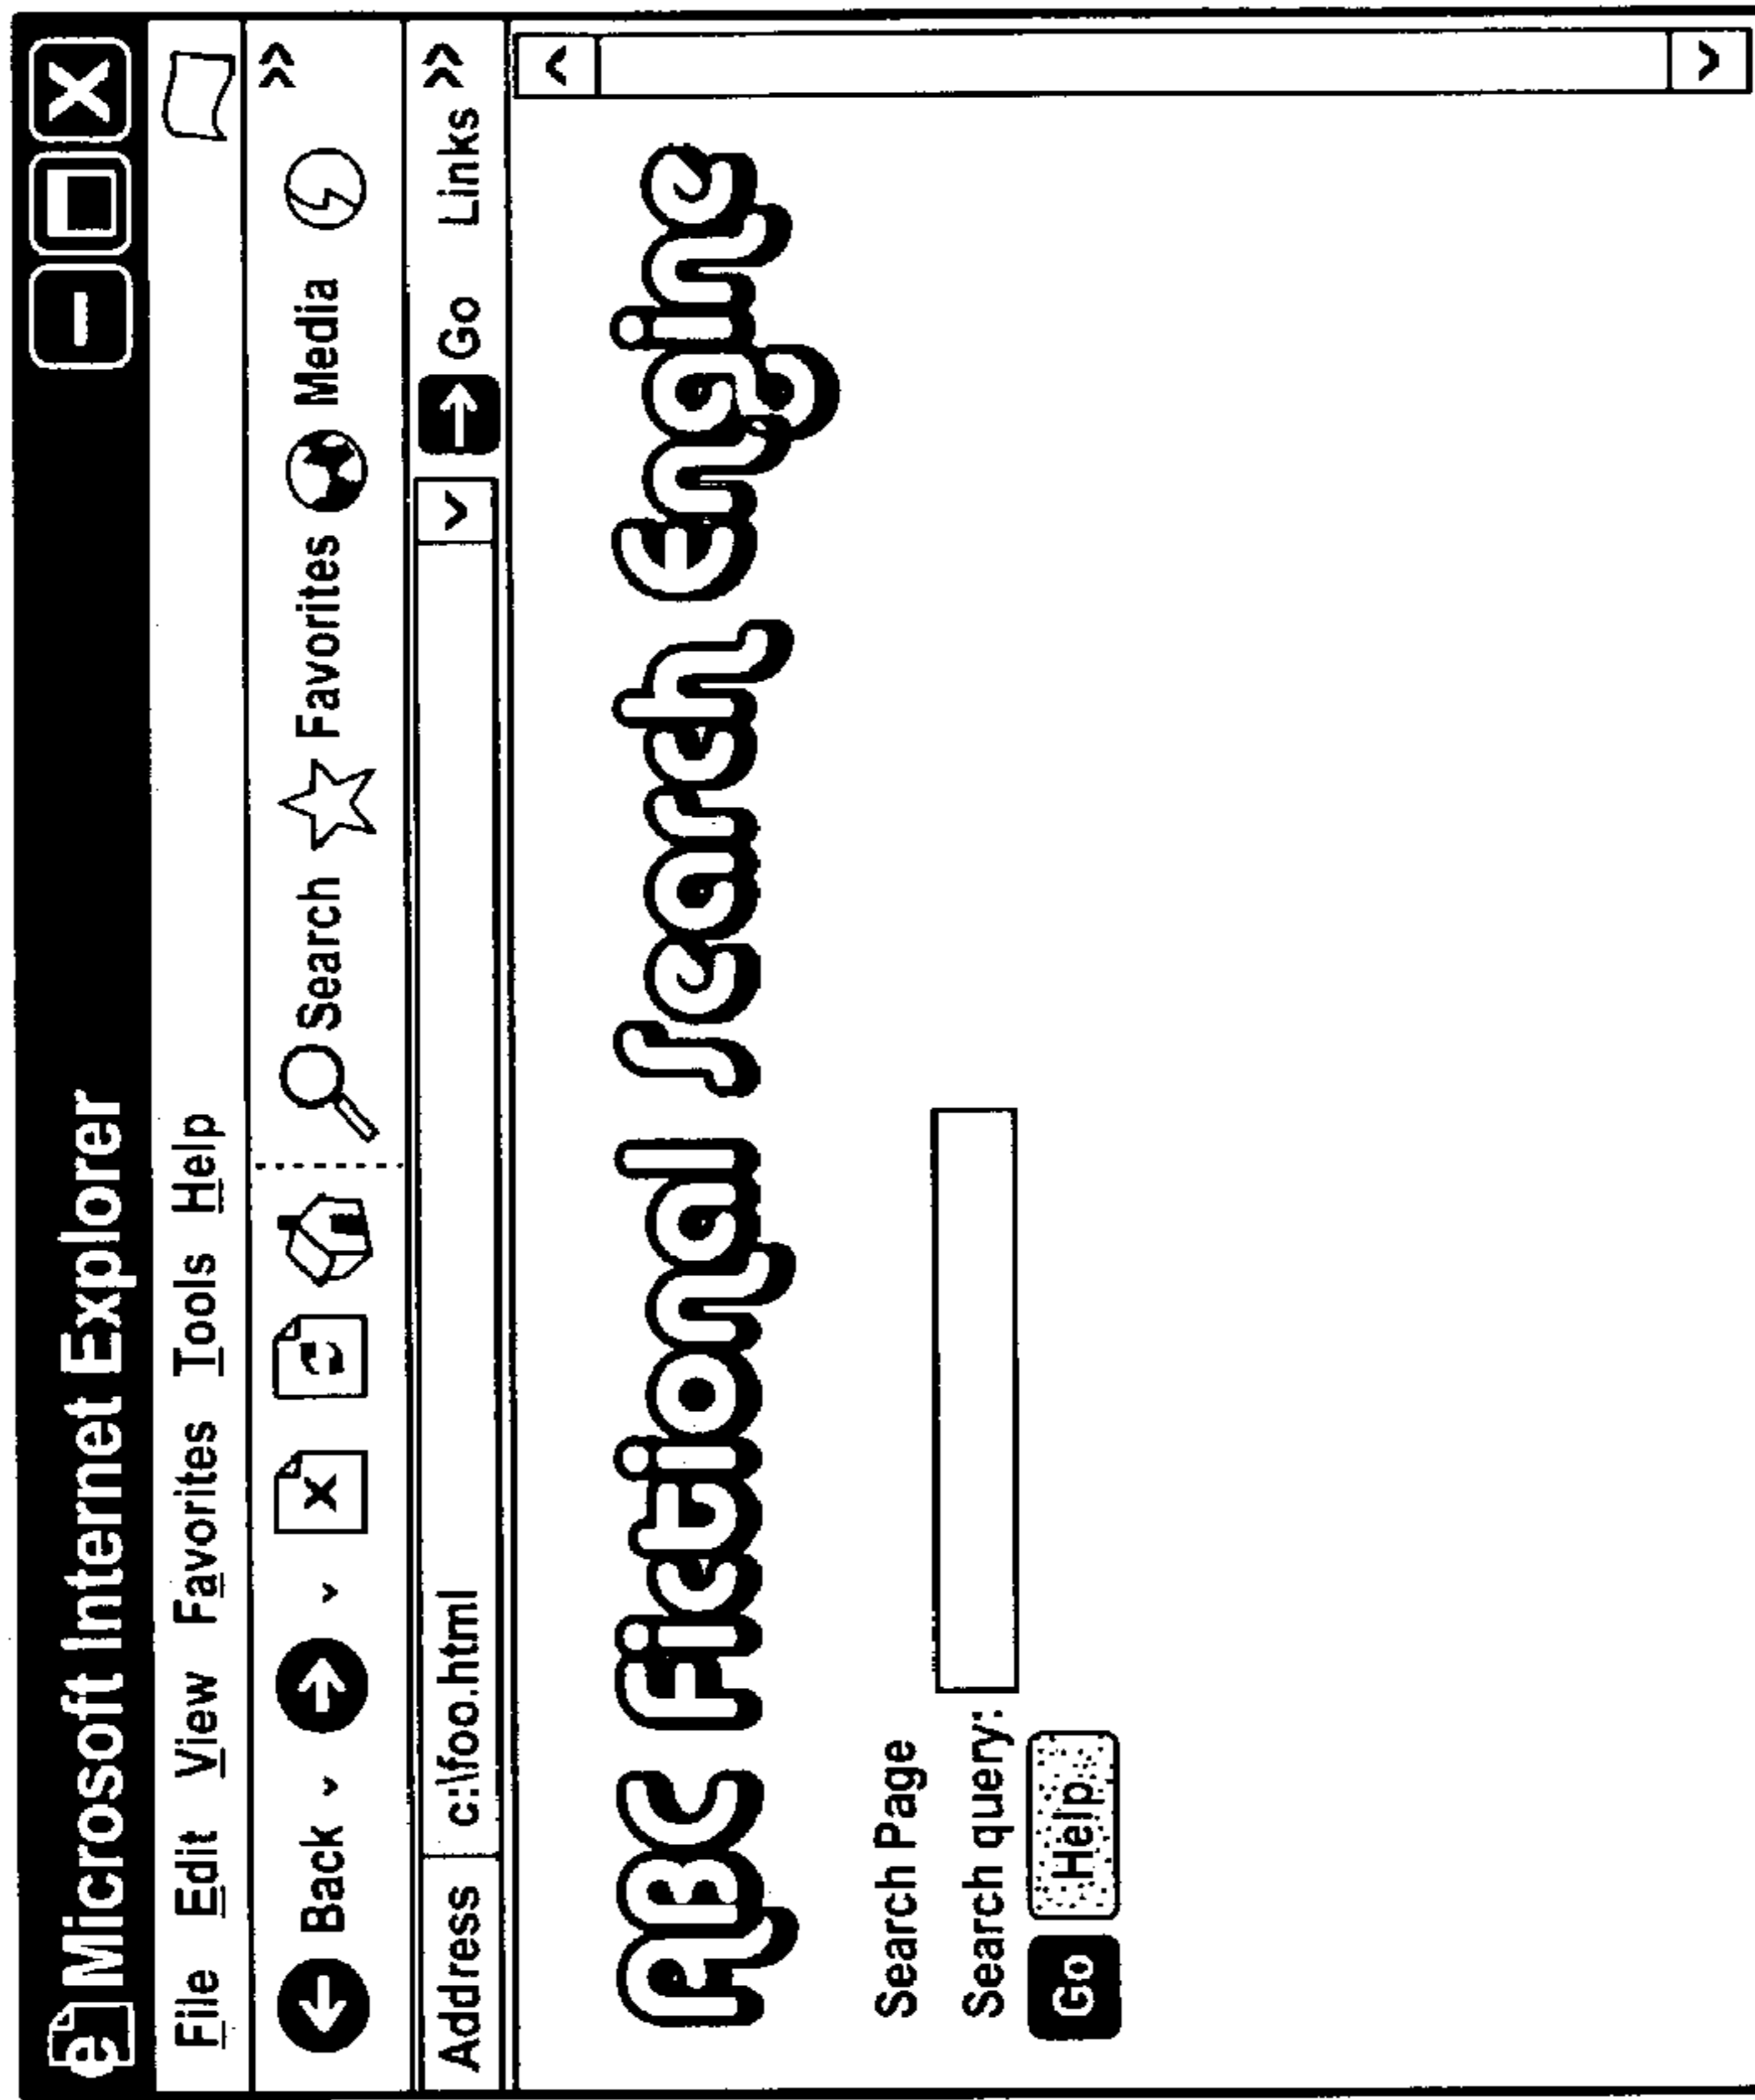 Microsoft Internet Explorer
File Edit View Favorites Tools Help
Back Search Favorites Media
Address c:\foo.html Go Links
ABC Fictional Search Engine
Search Page
Search query:
Go Help